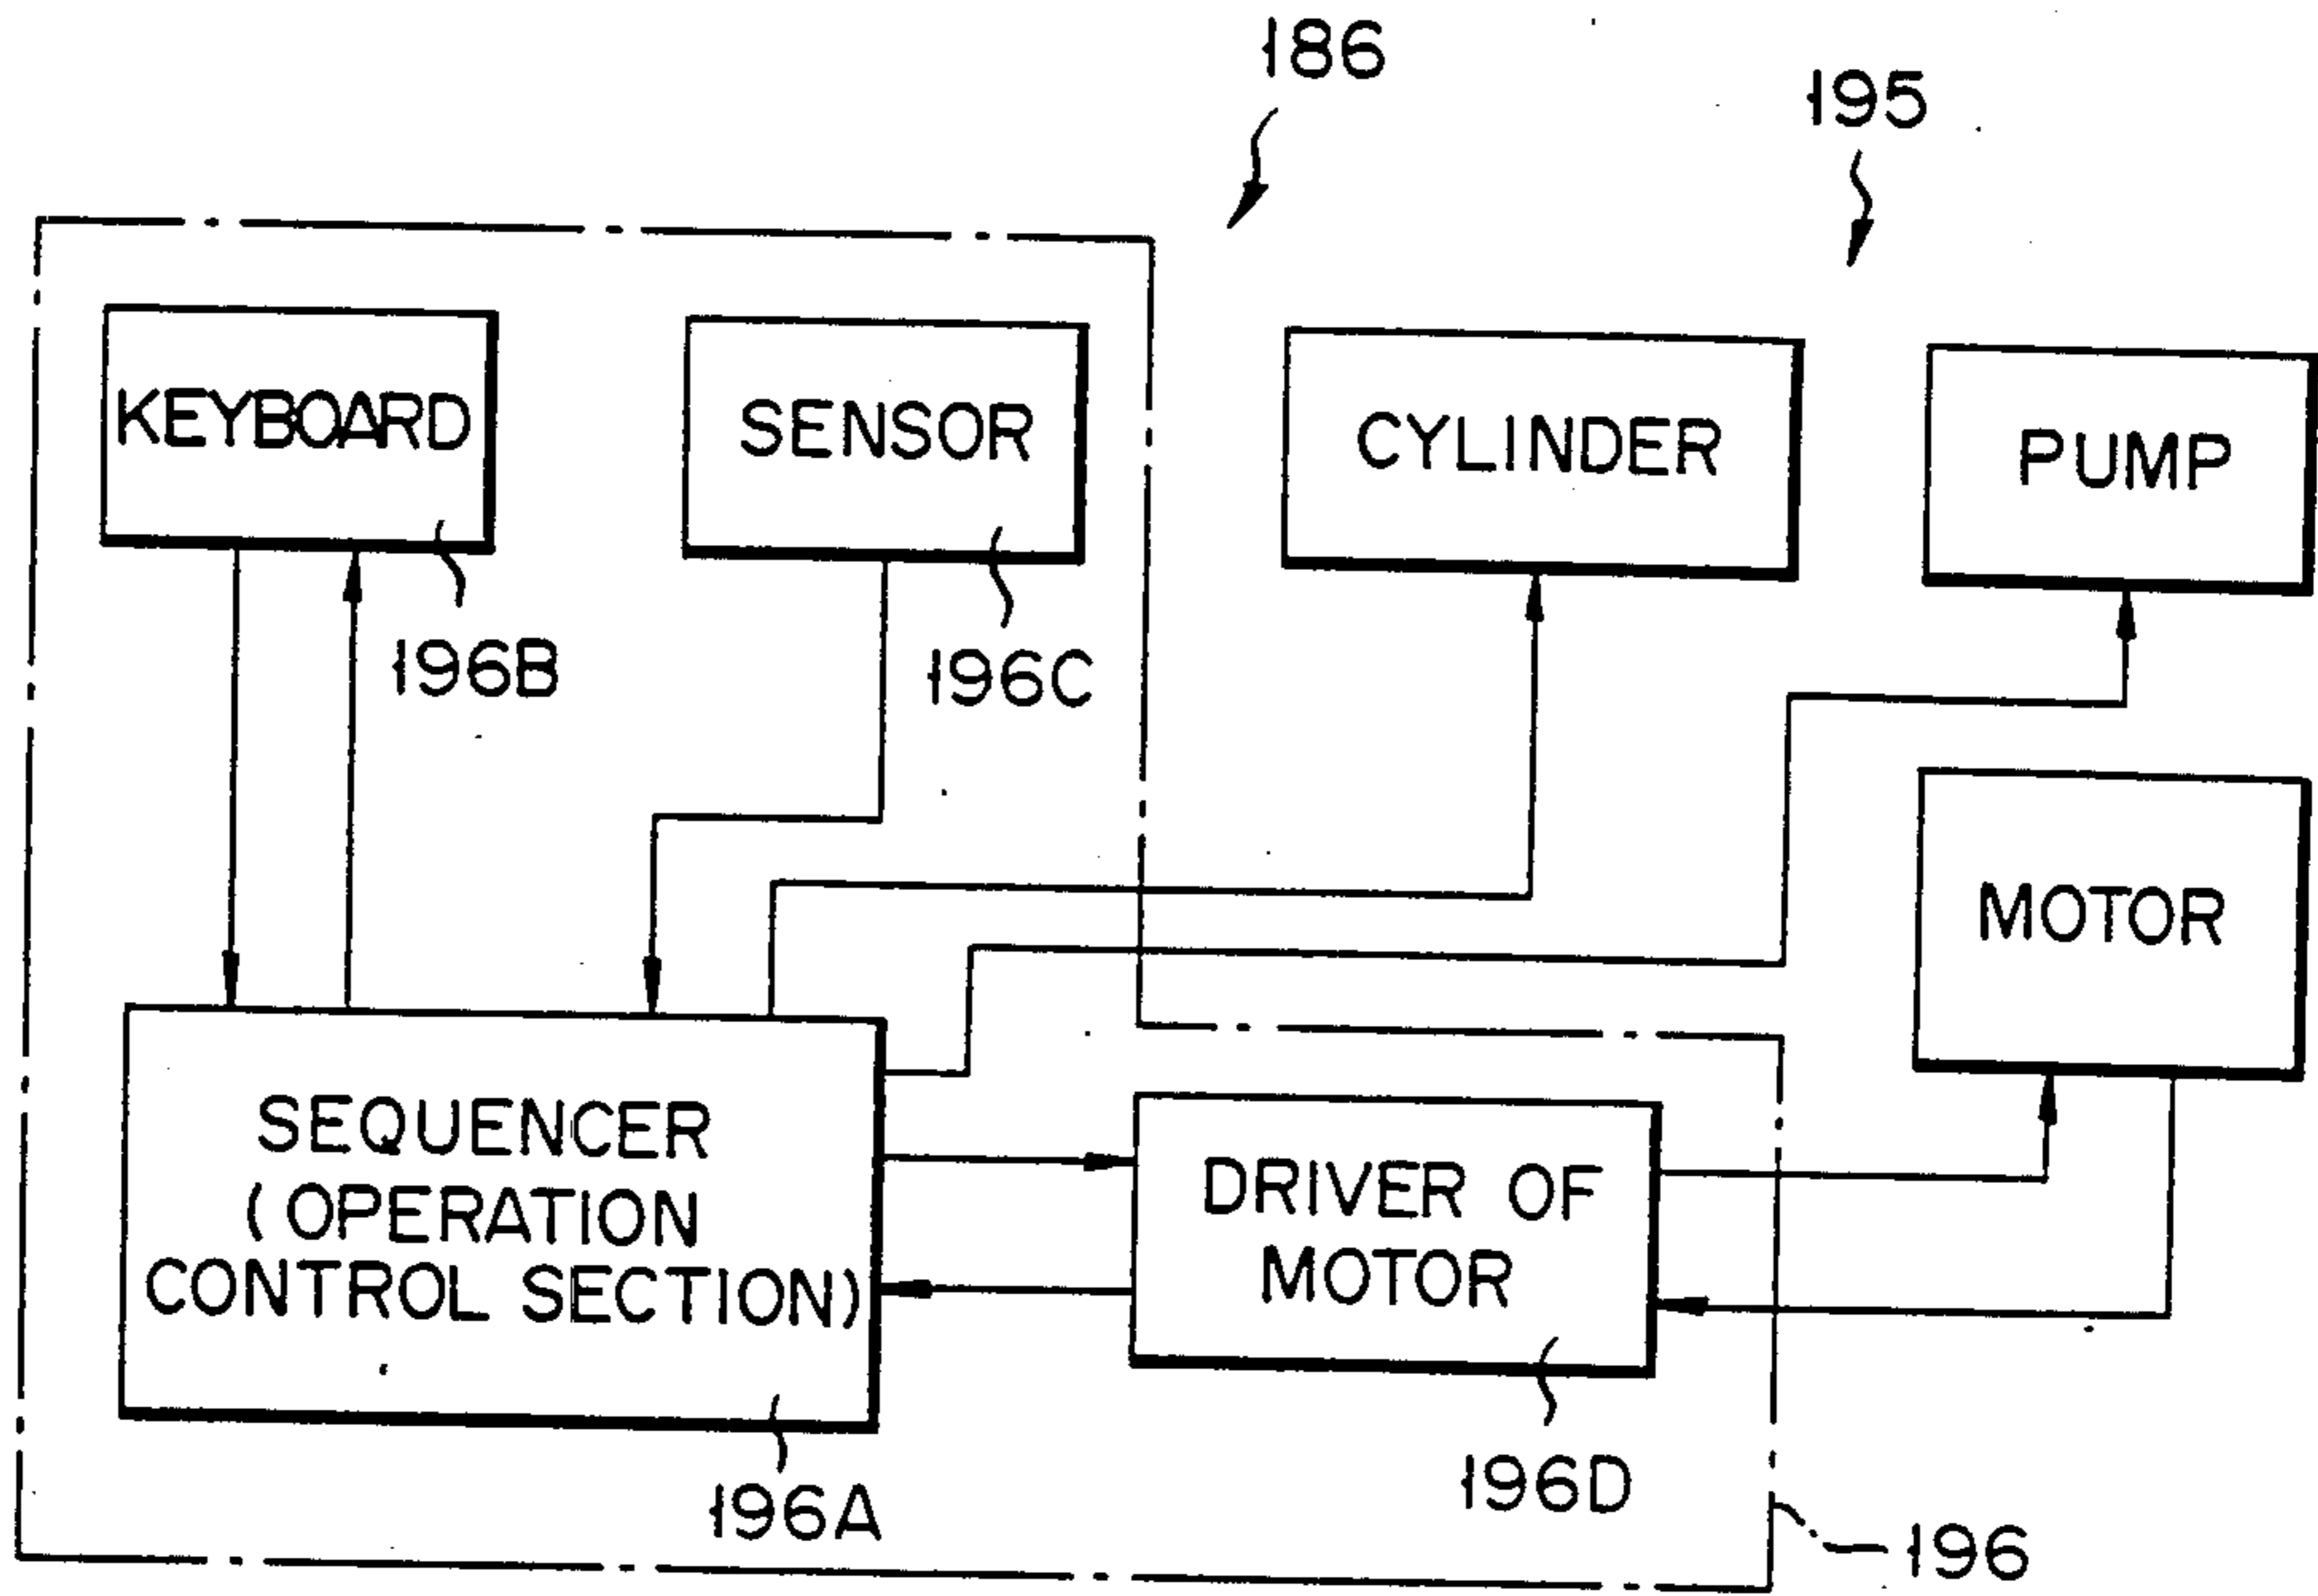 186
195
KEYBOARD
SENSOR
CYLINDER
PUMP
196B
196C
MOTOR
SEQUENCER
(OPERATION
CONTROL SECTION)
DRIVER OF
MOTOR
196A
196D
196